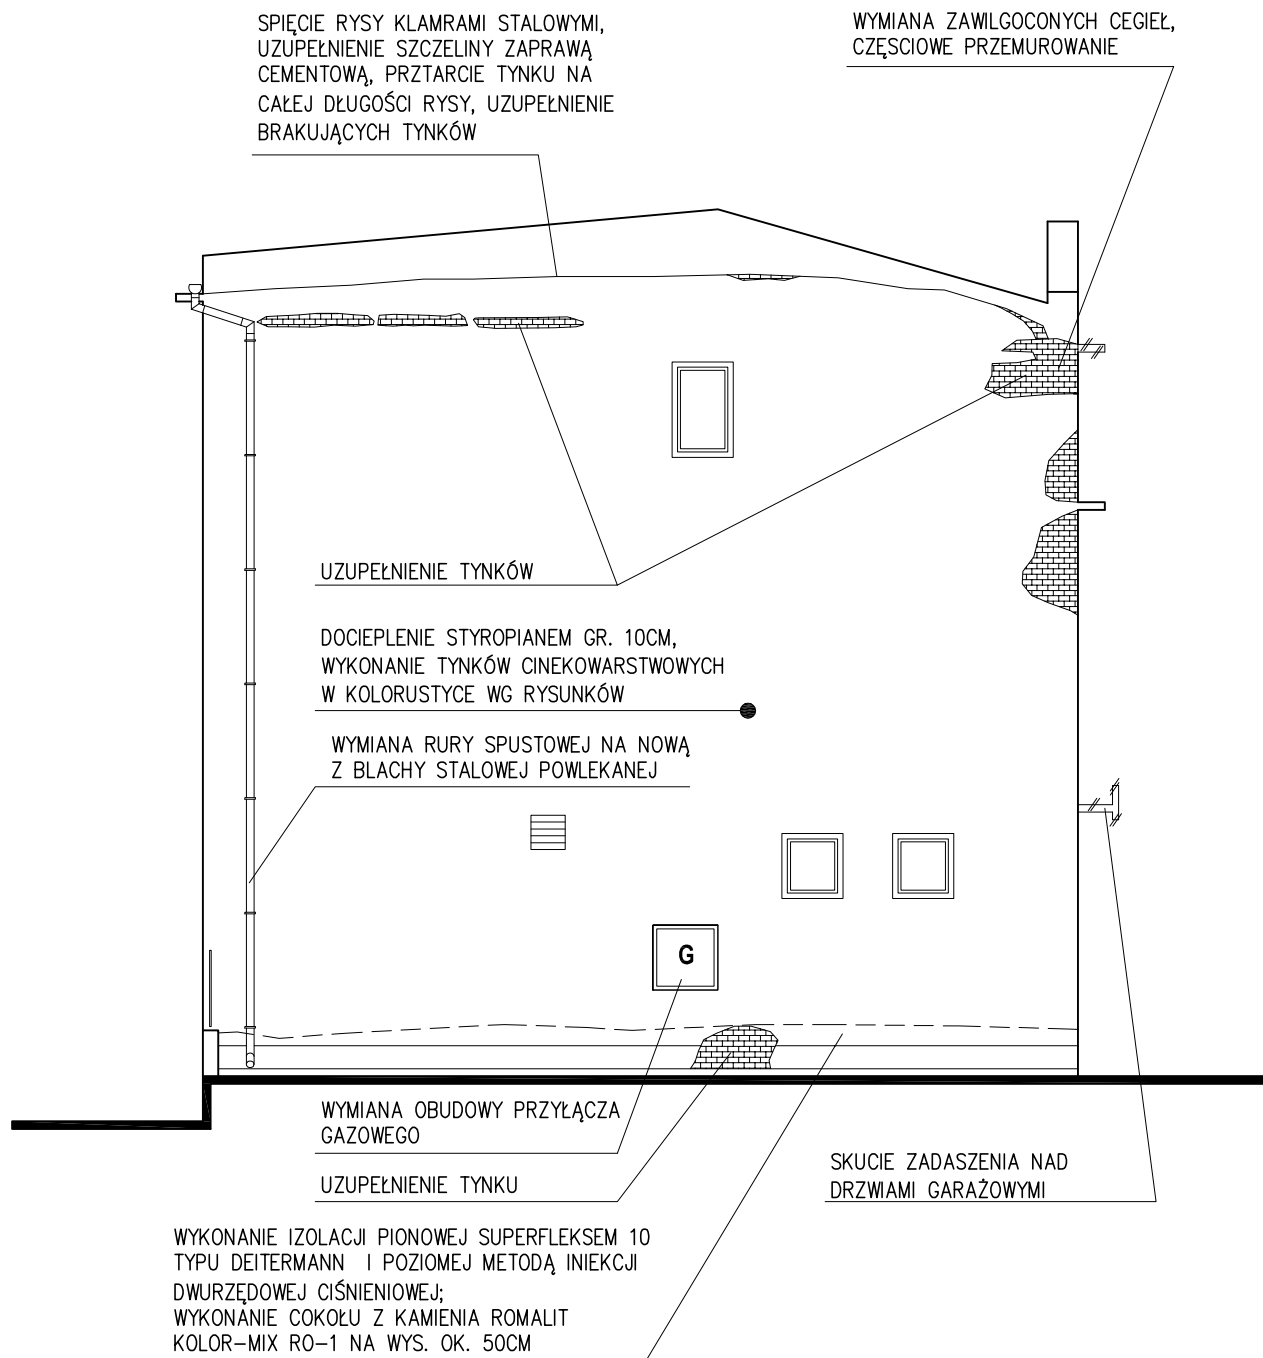 SPIĘCIE RYSY KLAMRAMI STALOWYMI,
UZUPEŁNIENIE SZCZELINY ZAPRAWĄ
CEMENTOWĄ, PRZTARCIE TYNKU NA
CAŁEJ DŁUGOŚCI RYSY, UZUPEŁNIENIE
BRAKUJĄCYCH TYNKÓW
WYMIANA ZAWILGOCONYCH CEGIEŁ,
CZĘSCIOWE PRZEMUROWANIE
UZUPEŁNIENIE TYNKÓW
DOCIEPLENIE STYROPIANEM GR. 10CM,
WYKONANIE TYNKÓW CINEKOWARSTWOWYCH
W KOLORUSTYCE WG RYSUNKÓW
WYMIANA RURY SPUSTOWEJ NA NOWĄ
Z BLACHY STALOWEJ POWLEKANEJ
G
WYMIANA OBUDOWY PRZYŁĄCZA
GAZOWEGO
UZUPEŁNIENIE TYNKU
SKUCIE ZADASZENIA NAD
DRZWIAMI GARAŻOWYMI
WYKONANIE IZOLACJI PIONOWEJ SUPERFLEKSEM 10
TYPU DEITERMANN I POZIOMEJ METODĄ INIEKCJI
DWURZĘDOWEJ CIŚNIENIOWEJ;
WYKONANIE COKOŁU Z KAMIENIA ROMALIT
KOLOR-MIX RO-1 NA WYS. OK. 50CM